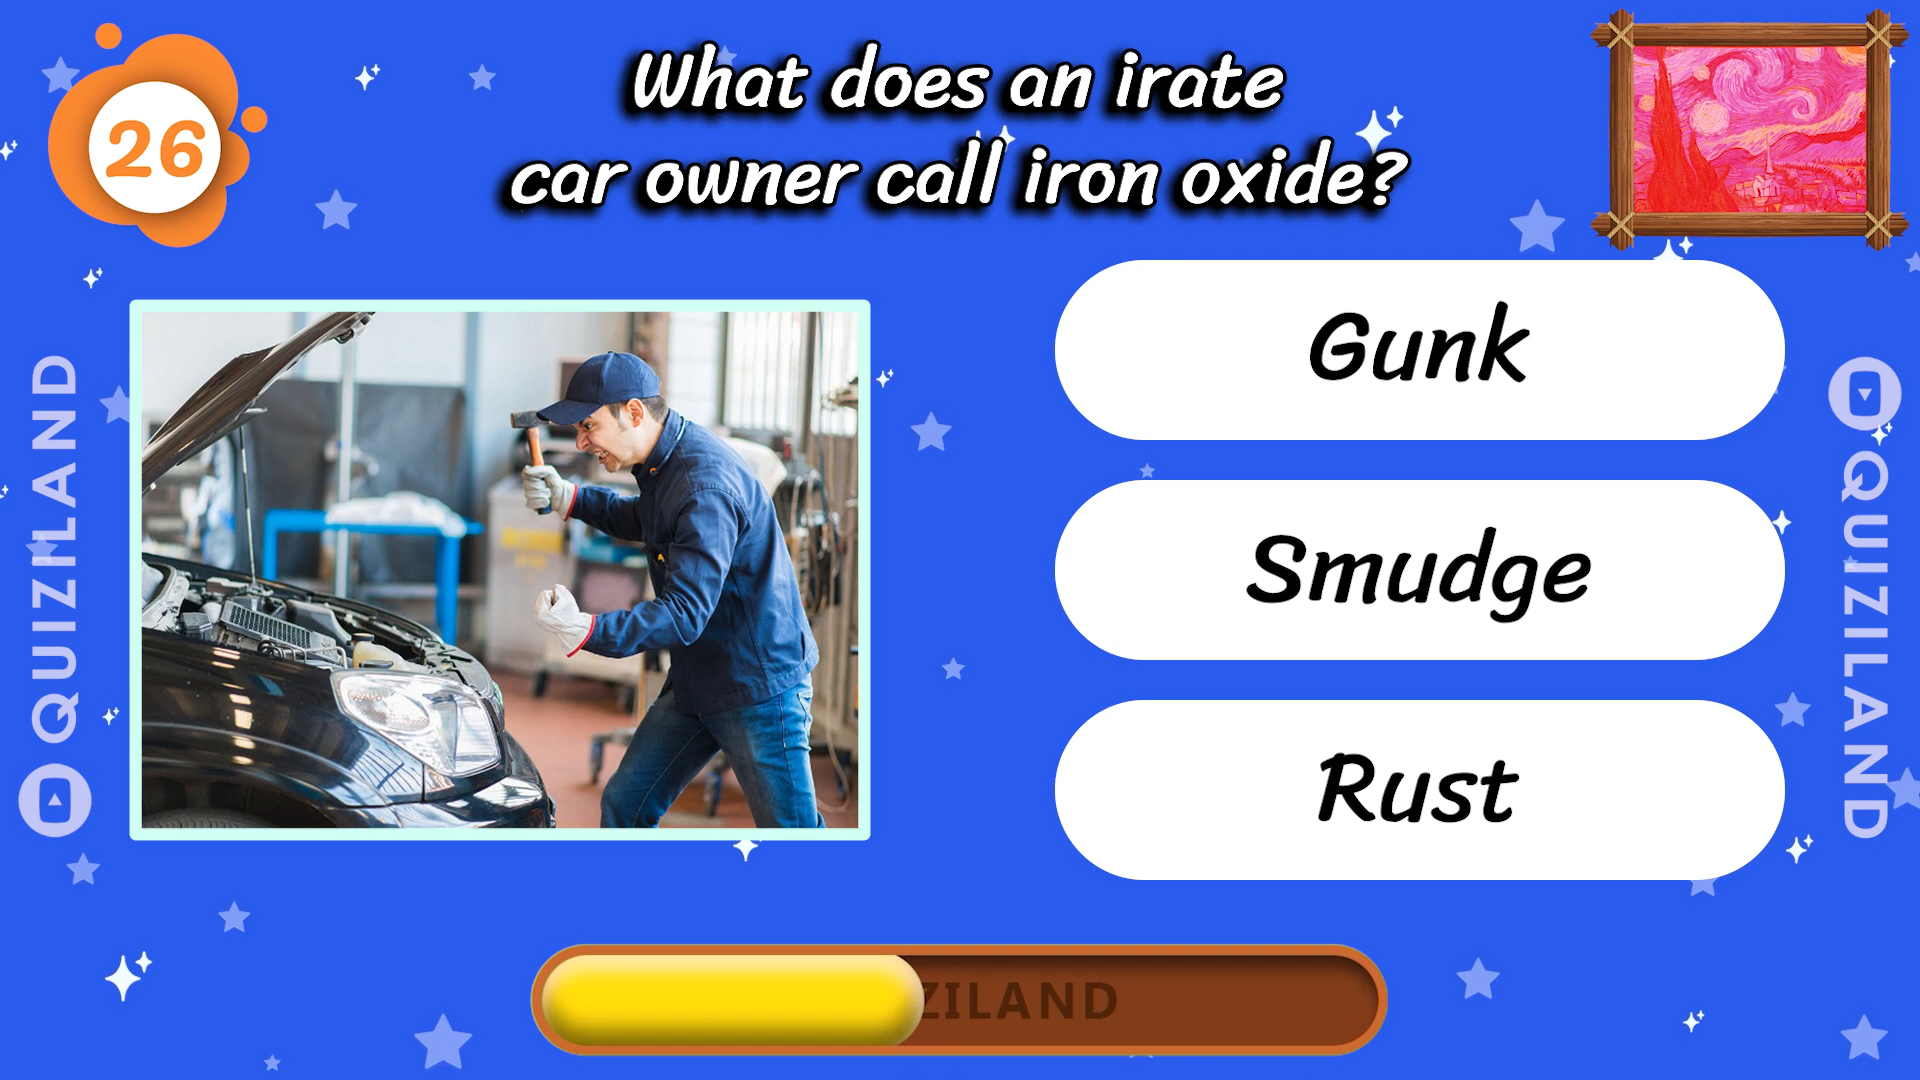 26
What does an irate
car owner call iron oxide?
Gunk
Smudge
Rust
QUIZILAND
QUIZILAND
ZILAND